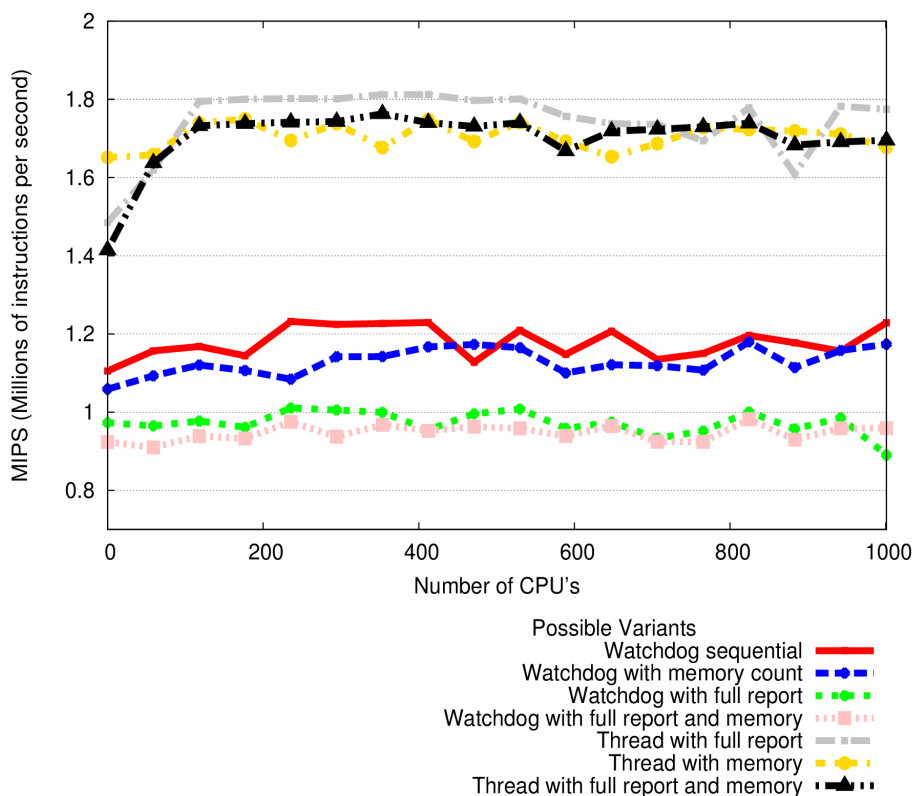 2
1.8
1.6
1.4
1.2
1
0.8
MIPS (Millions of instructions per second)
0 200 400 600 800 1000
Number of CPU's
Possible Variants
Watchdog sequential
Watchdog with memory count
Watchdog with full report
Watchdog with full report and memory
Thread with full report
Thread with memory
Thread with full report and memory